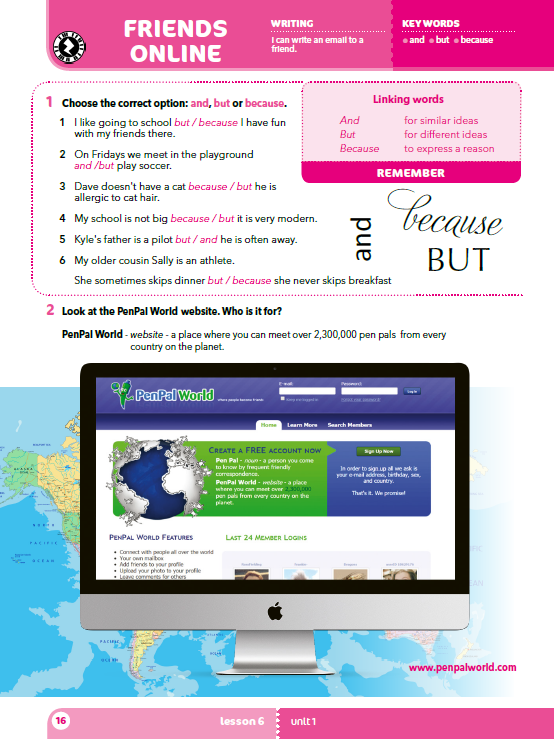 FRIENDS
ONLINE
WRITING
I can write an email to a
friend.
KEY WORDS
and but because
1 Choose the correct option: and, but or because.
1 I like going to school but / because I have fun
with my friends there.
2 On Fridays we meet in the playground
and /but play soccer.
3 Dave doesn't have a cat because / but he is
allergic to cat hair.
4 My school is not big because / but it is very modern.
5 Kyle's father is a pilot but / and he is often away.
6 My older cousin Sally is an athlete.
She sometimes skips dinner but / because she never skips breakfast
Linking words
And for similar ideas
But for different ideas
Because to express a reason
REMEMBER
and
because
BUT
2 Look at the PenPal World website. Who is it for?
PenPal World - website - a place where you can meet over 2,300,000 pen pals from every
country on the planet.
PenPal World
where people become friends
E-mail
Password
Login
Home Learn More Search Members
CREATE A FREE ACCOUNT NOW
Pen Pal - noun - a person you come
to know by frequent friendly
correspondence.
PenPal World - website - a place
where you can meet over 2,300,000
pen pals from every country on the
planet.
Sign Up Now
In order to sign up all we ask is
your e-mail address, birthday, sex,
and country.
That's it. We promise!
PENPAL WORLD FEATURES
• Connect with people all over the world
• Your own mailbox
• Add friends to your profile
• Upload your photo to your profile
• Leave comments for others
LAST 24 MEMBER LOGINS
PACIFIC
OCEAN
www.penpalworld.com
16
lesson 6
unit 1